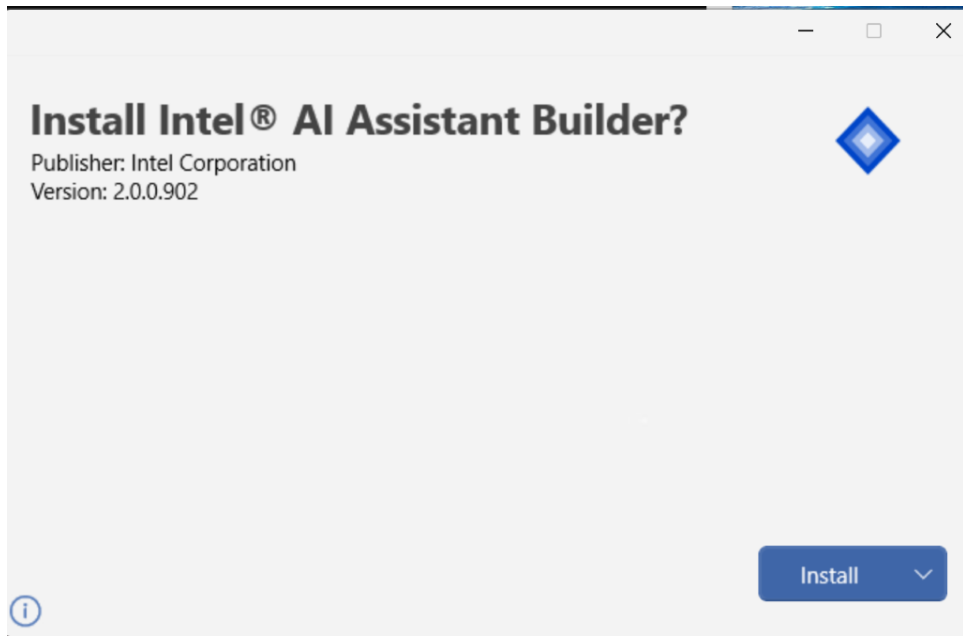 Install Intel® AI Assistant Builder?
Publisher: Intel Corporation
Version: 2.0.0.902
Install